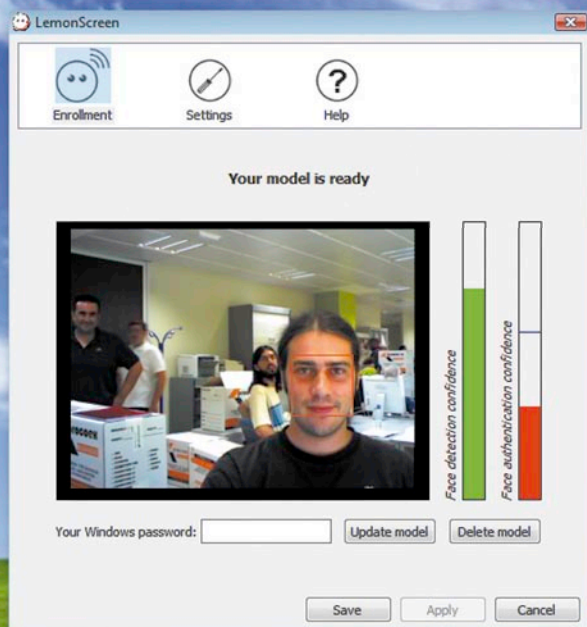 LemonScreen
Enrollment Settings Help
Your model is ready
Face detection confidence
Face authentication confidence
Your Windows password: Update model Delete model
Save Apply Cancel